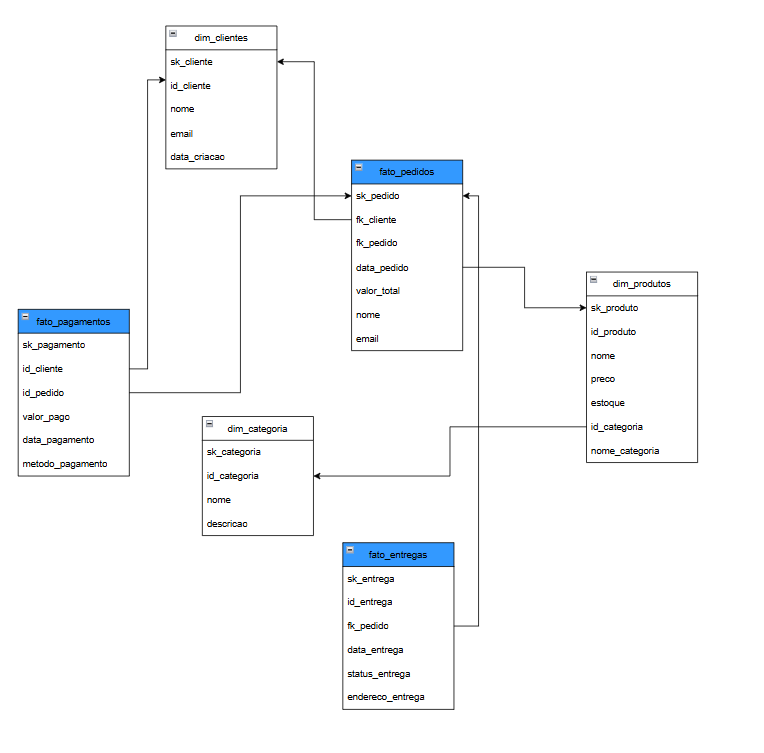 dim_clientes
sk_cliente
id_cliente
nome
email
data_criacao
fato_pedidos
sk_pedido
fk_cliente
fk_pedido
data_pedido
valor_total
nome
email
dim_produtos
sk_produto
id_produto
nome
preco
estoque
id_categoria
nome_categoria
fato_pagamentos
sk_pagamento
id_cliente
id_pedido
valor_pago
data_pagamento
metodo_pagamento
dim_categoria
sk_categoria
id_categoria
nome
descricao
fato_entregas
sk_entrega
id_entrega
fk_pedido
data_entrega
status_entrega
endereco_entrega